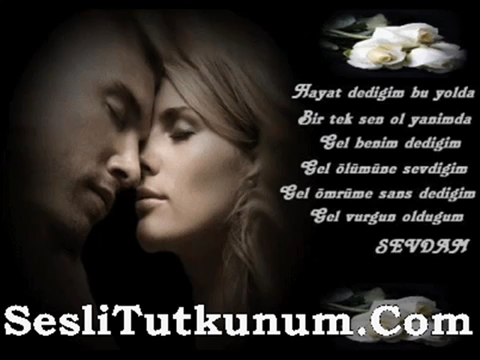 Hayat dedigim bu yolda
Bir tek sen ol yanimda
Gel benim dedigim
Gel ölümüne sevdigim
Gel ömrüme sans dedigim
Gel vurgun oldugum
SEVDAM
SesliTutkunum.Com